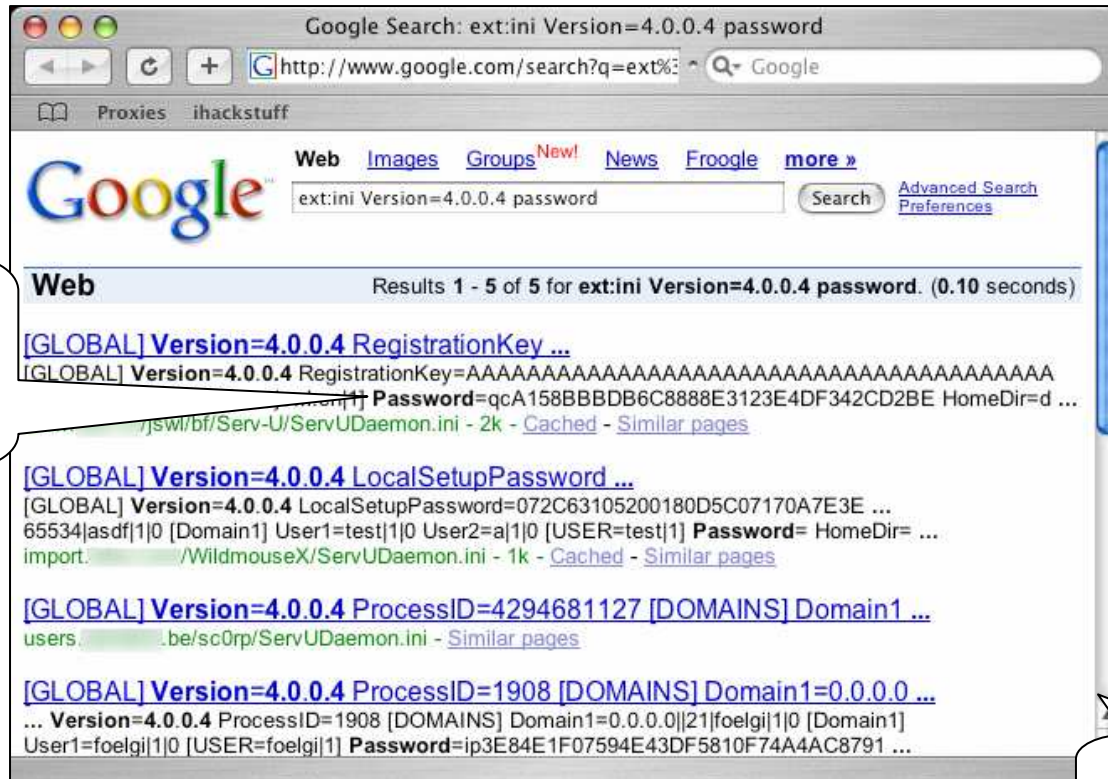 Google Search: ext:ini Version=4.0.0.4 password
http://www.google.com/search?q=ext%3
Google
Proxies ihackstuff
Google
Web Images Groups New! News Froogle more »
ext:ini Version=4.0.0.4 password
Search
Advanced Search
Preferences
Web Results 1 - 5 of 5 for ext:ini Version=4.0.0.4 password. (0.10 seconds)
[GLOBAL] Version=4.0.0.4 RegistrationKey ...
[GLOBAL] Version=4.0.0.4 RegistrationKey=AAAAAAAAAAAAAAAAAAAAAAAAAAAAAAAAAAAAAAAA
|1] Password=qcA158BBBDB6C8888E3123E4DF342CD2BE HomeDir=d ...
/jswl/bf/Serv-U/ServUDaemon.ini - 2k - Cached - Similar pages
[GLOBAL] Version=4.0.0.4 LocalSetupPassword ...
[GLOBAL] Version=4.0.0.4 LocalSetupPassword=072C63105200180D5C07170A7E3E ...
65534|asdf|1|0 [Domain1] User1=test|1|0 User2=a|1|0 [USER=test|1] Password= HomeDir= ...
import. /WildmouseX/ServUDaemon.ini - 1k - Cached - Similar pages
[GLOBAL] Version=4.0.0.4 ProcessID=4294681127 [DOMAINS] Domain1 ...
users. .be/sc0rp/ServUDaemon.ini - Similar pages
[GLOBAL] Version=4.0.0.4 ProcessID=1908 [DOMAINS] Domain1=0.0.0.0 ...
... Version=4.0.0.4 ProcessID=1908 [DOMAINS] Domain1=0.0.0.0||21|foelgi|1|0 [Domain1]
User1=foelgi|1|0 [USER=foelgi|1] Password=ip3E84E1F07594E43DF5810F74A4AC8791 ...